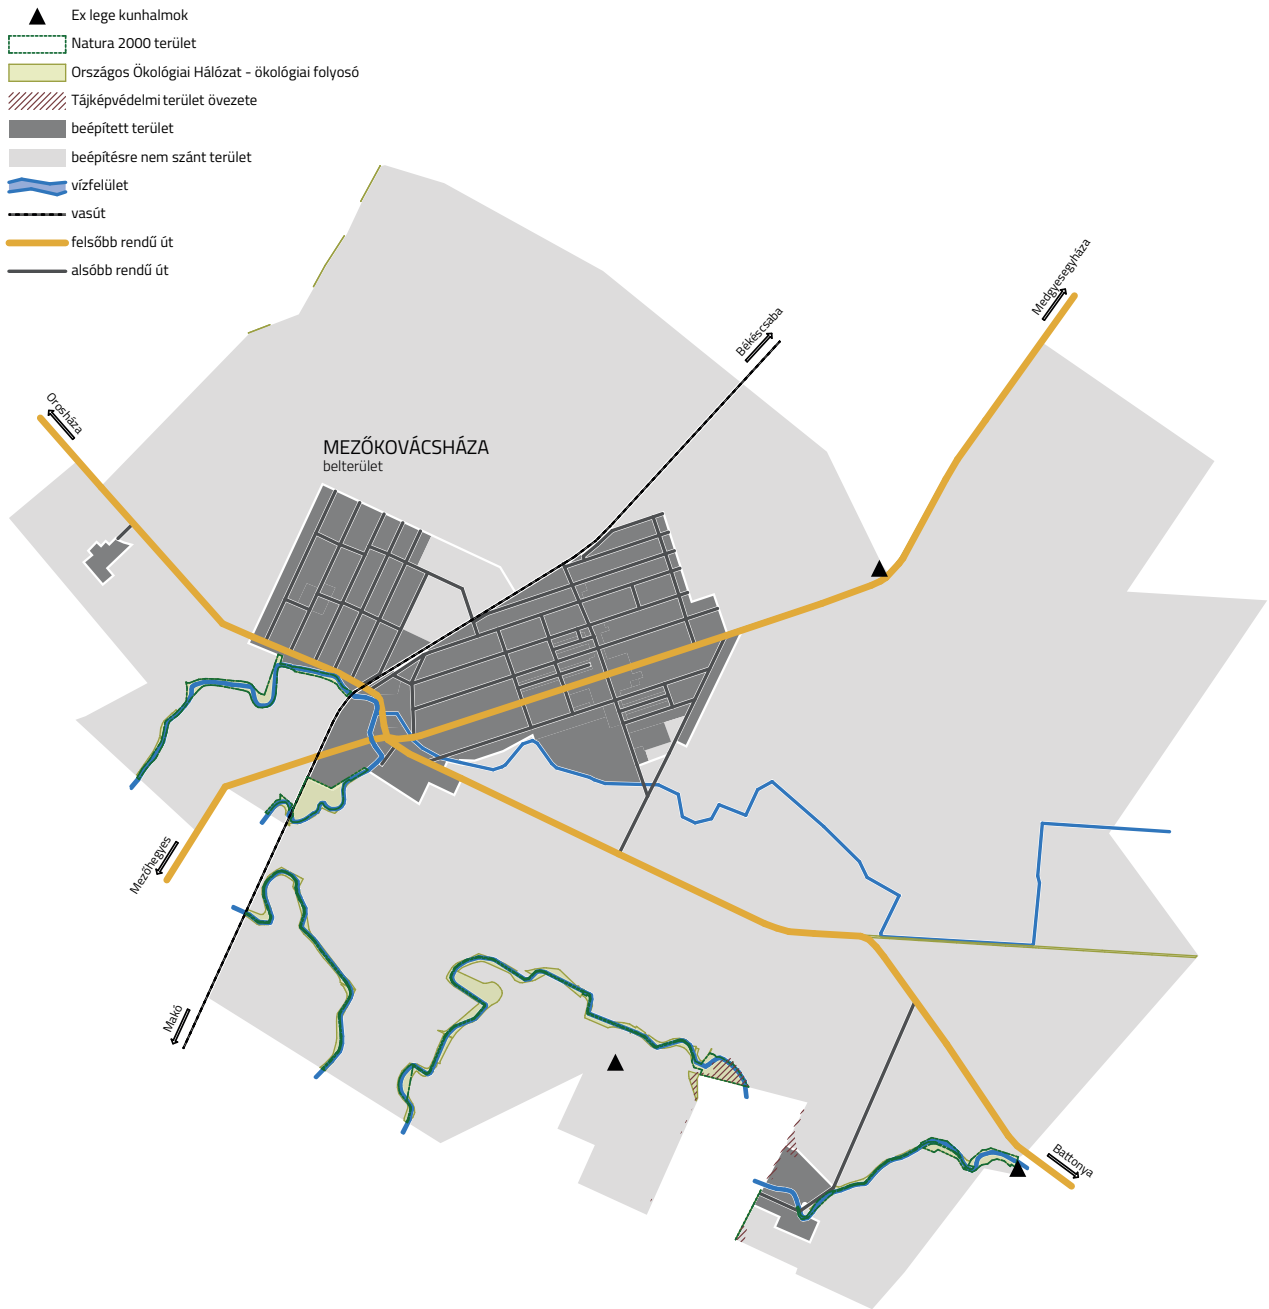 Ex lege kunhalmok
Natura 2000 terület
Országos Ökológiai Hálózat - ökológiai folyosó
Tájképvédelmi terület övezete
beépített terület
beépítésre nem szánt terület
vízfelület
vasút
felsőbb rendű út
alsóbb rendű út
Medgyesegyháza
Békéscsaba
Orosháza
MEZŐKOVÁCSHÁZA
belterület
Mezőhegyes
Makó
Battonya